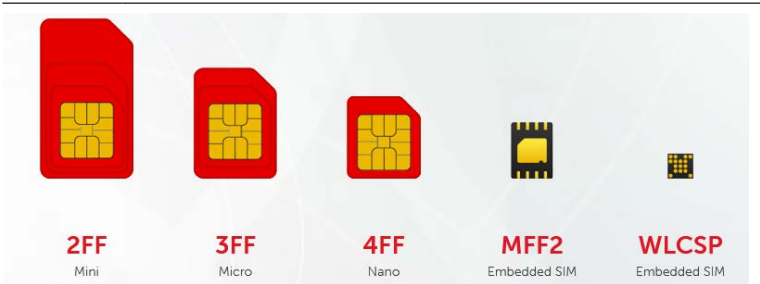 2FF 3FF 4FF MFF2 WLCSP
Mini Micro Nano Embedded SIM Embedded SIM